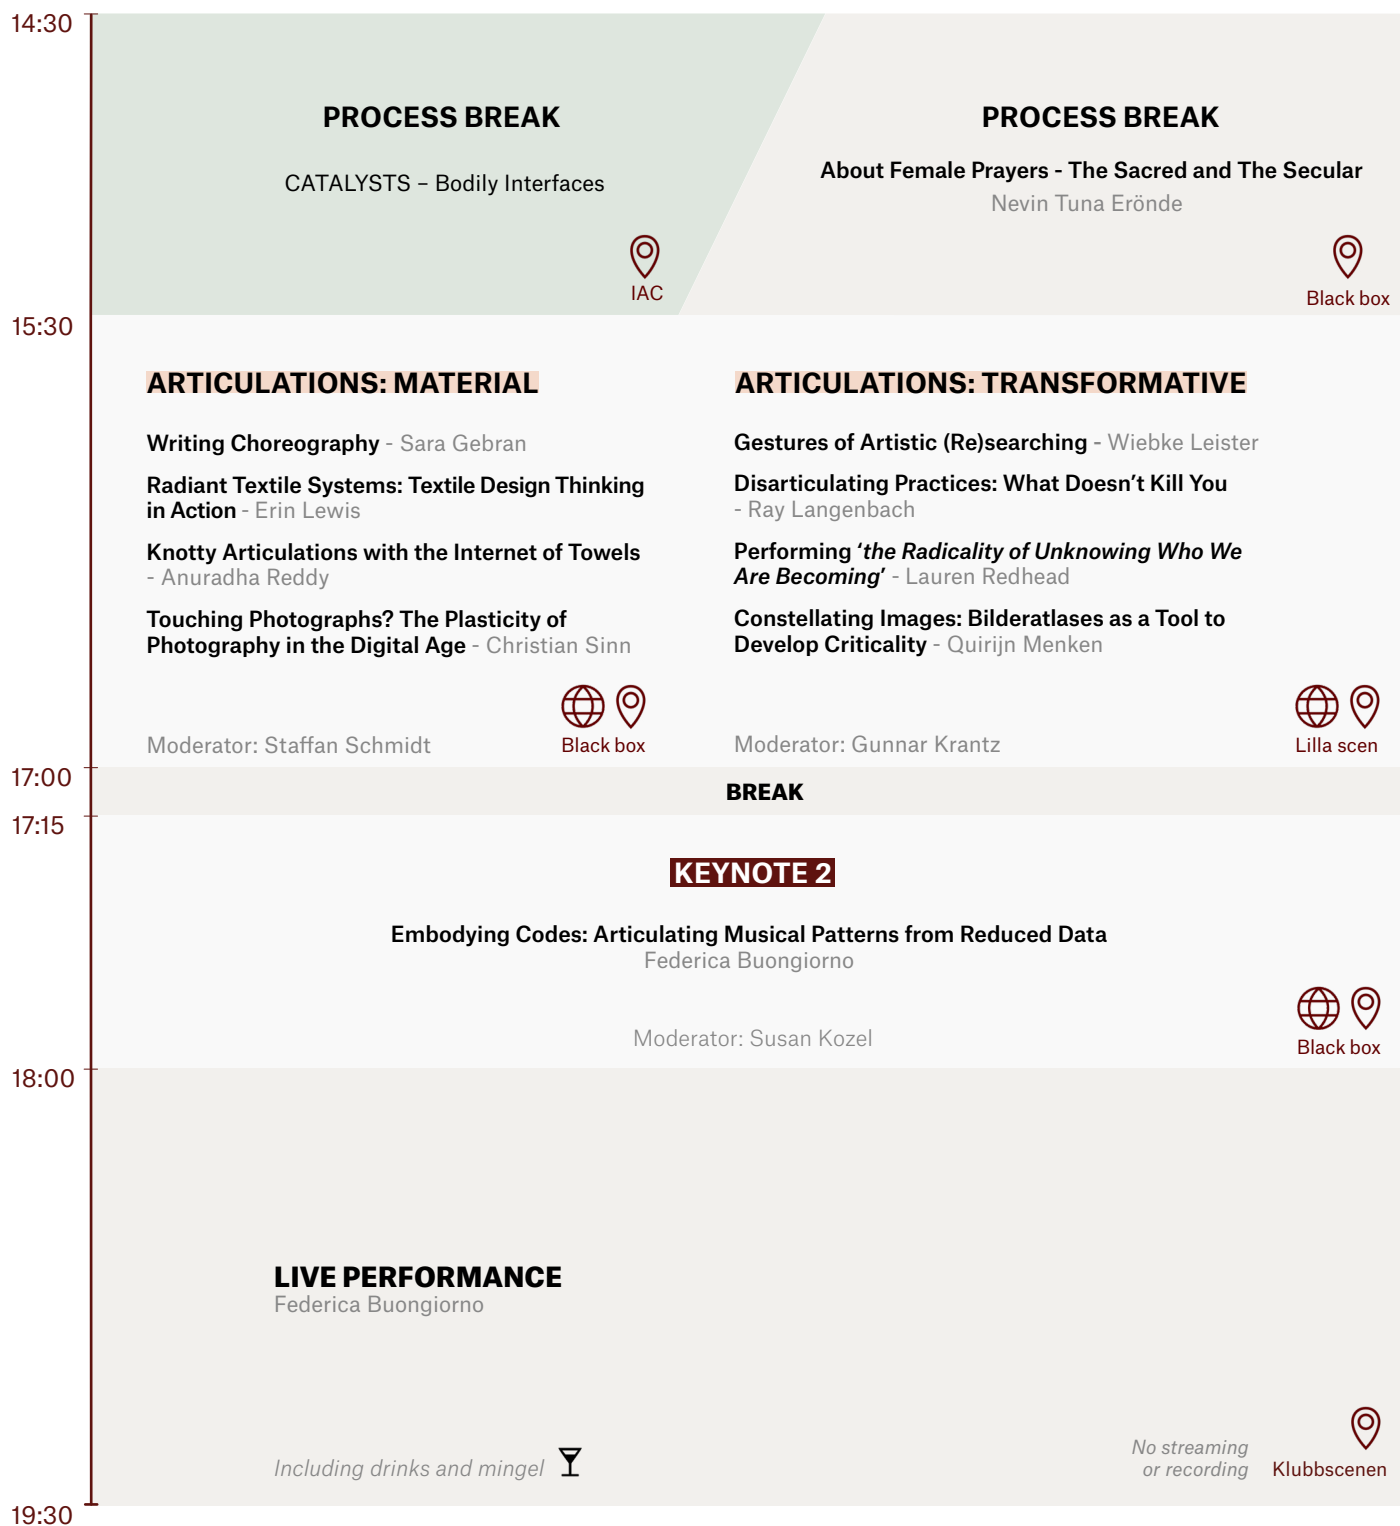 14:30
PROCESS BREAK
CATALYSTS – Bodily Interfaces
IAC
PROCESS BREAK
About Female Prayers - The Sacred and The Secular
Nevin Tuna Erönde
Black box
15:30
ARTICULATIONS: MATERIAL
Writing Choreography - Sara Gebran
Radiant Textile Systems: Textile Design Thinking
in Action - Erin Lewis
Knotty Articulations with the Internet of Towels
- Anuradha Reddy
Touching Photographs? The Plasticity of
Photography in the Digital Age - Christian Sinn
Moderator: Staffan Schmidt
Black box
ARTICULATIONS: TRANSFORMATIVE
Gestures of Artistic (Re)searching - Wiebke Leister
Disarticulating Practices: What Doesn’t Kill You
- Ray Langenbach
Performing ‘the Radicality of Unknowing Who We
Are Becoming’ - Lauren Redhead
Constellating Images: Bilderatlases as a Tool to
Develop Criticality - Quirijn Menken
Moderator: Gunnar Krantz
Lilla scen
17:00
BREAK
17:15
KEYNOTE 2
Embodying Codes: Articulating Musical Patterns from Reduced Data
Federica Buongiorno
Moderator: Susan Kozel
Black box
18:00
LIVE PERFORMANCE
Federica Buongiorno
Including drinks and mingel
No streaming
or recording
Klubbscenen
19:30